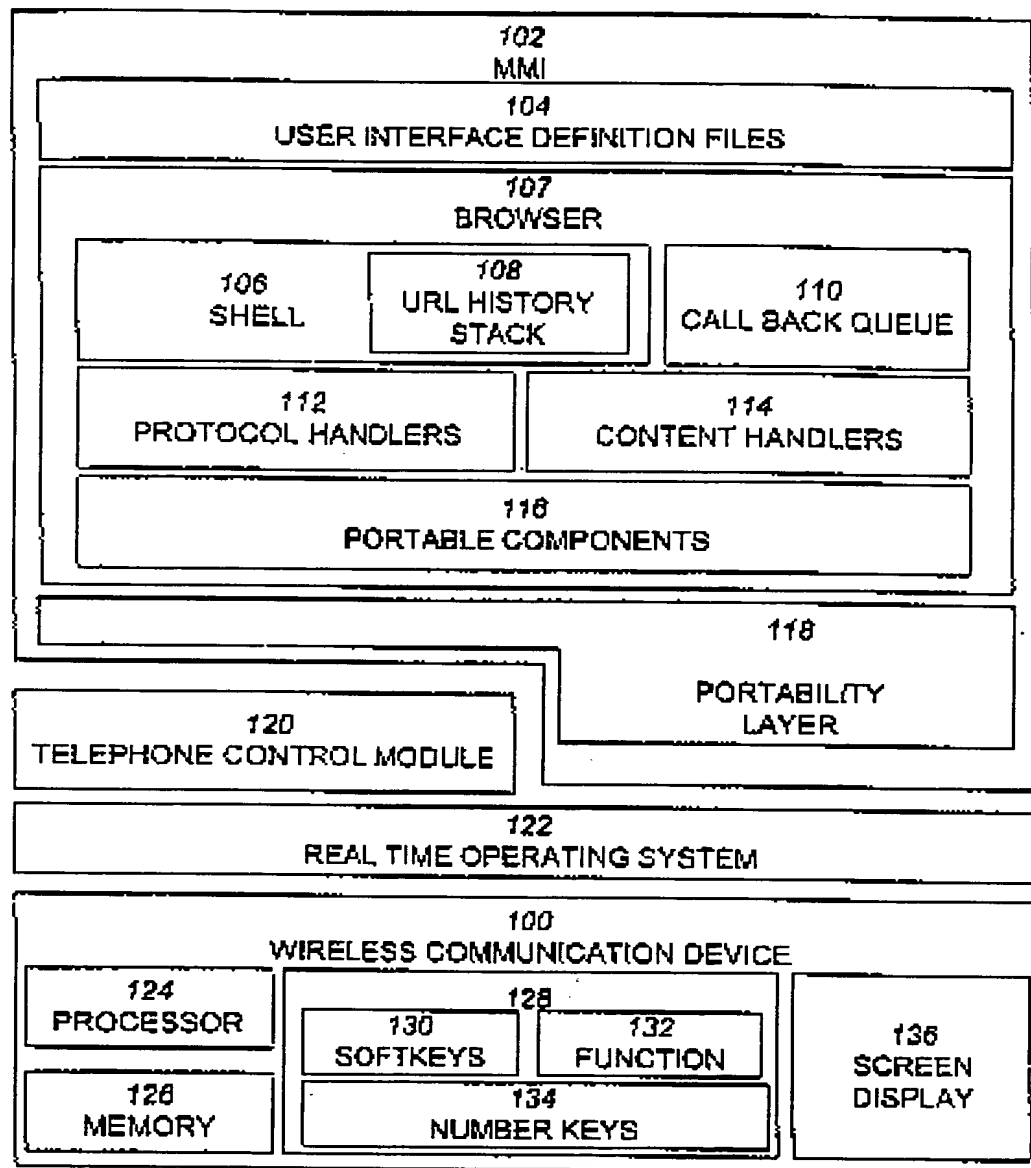 102
MMI
104
USER INTERFACE DEFINITION FILES
107
BROWSER
106
SHELL
108
URL HISTORY
STACK
110
CALL BACK QUEUE
112
PROTOCOL HANDLERS
114
CONTENT HANDLERS
116
PORTABLE COMPONENTS
118
PORTABILITY
LAYER
120
TELEPHONE CONTROL MODULE
122
REAL TIME OPERATING SYSTEM
100
WIRELESS COMMUNICATION DEVICE
124
PROCESSOR
126
MEMORY
128
130
SOFTKEYS
132
FUNCTION
134
NUMBER KEYS
136
SCREEN
DISPLAY